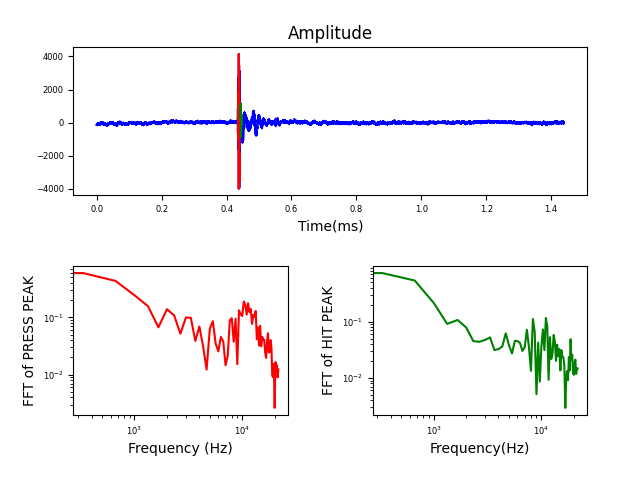 Amplitude
4000
2000
0
−2000
−4000
0.0 0.2 0.4 0.6 0.8 1.0 1.2 1.4
Time(ms)
FFT of PRESS PEAK
10⁻¹
10⁻²
10³ 10⁴
Frequency (Hz)
FFT of HIT PEAK
10⁻¹
10⁻²
10³ 10⁴
Frequency(Hz)